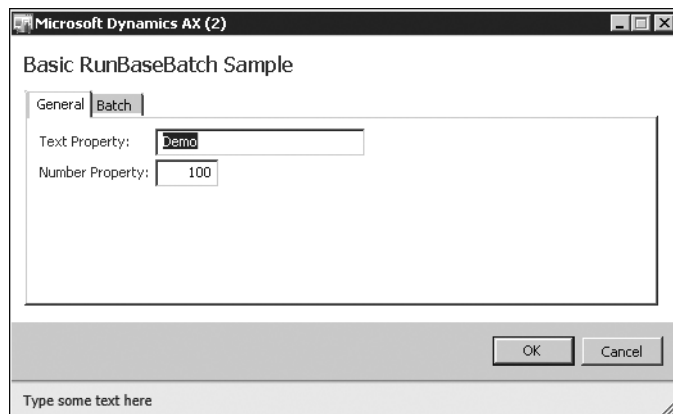 Microsoft Dynamics AX (2)
Basic RunBaseBatch Sample
General Batch
Text Property: Demo
Number Property: 100
OK Cancel
Type some text here